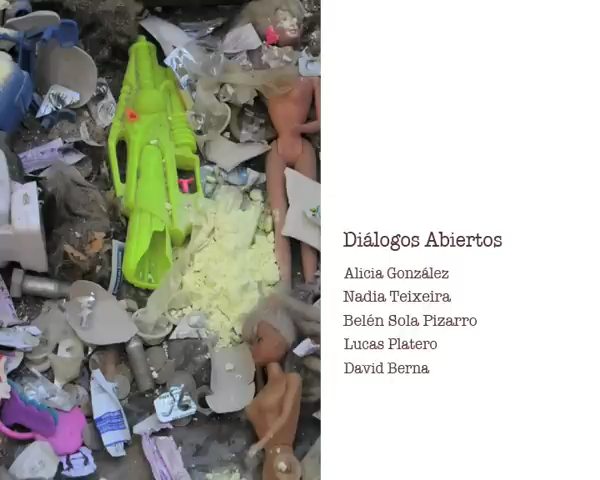 Diálogos Abiertos
Alicia González
Nadia Teixeira
Belén Sola Pizarro
Lucas Platero
David Berna